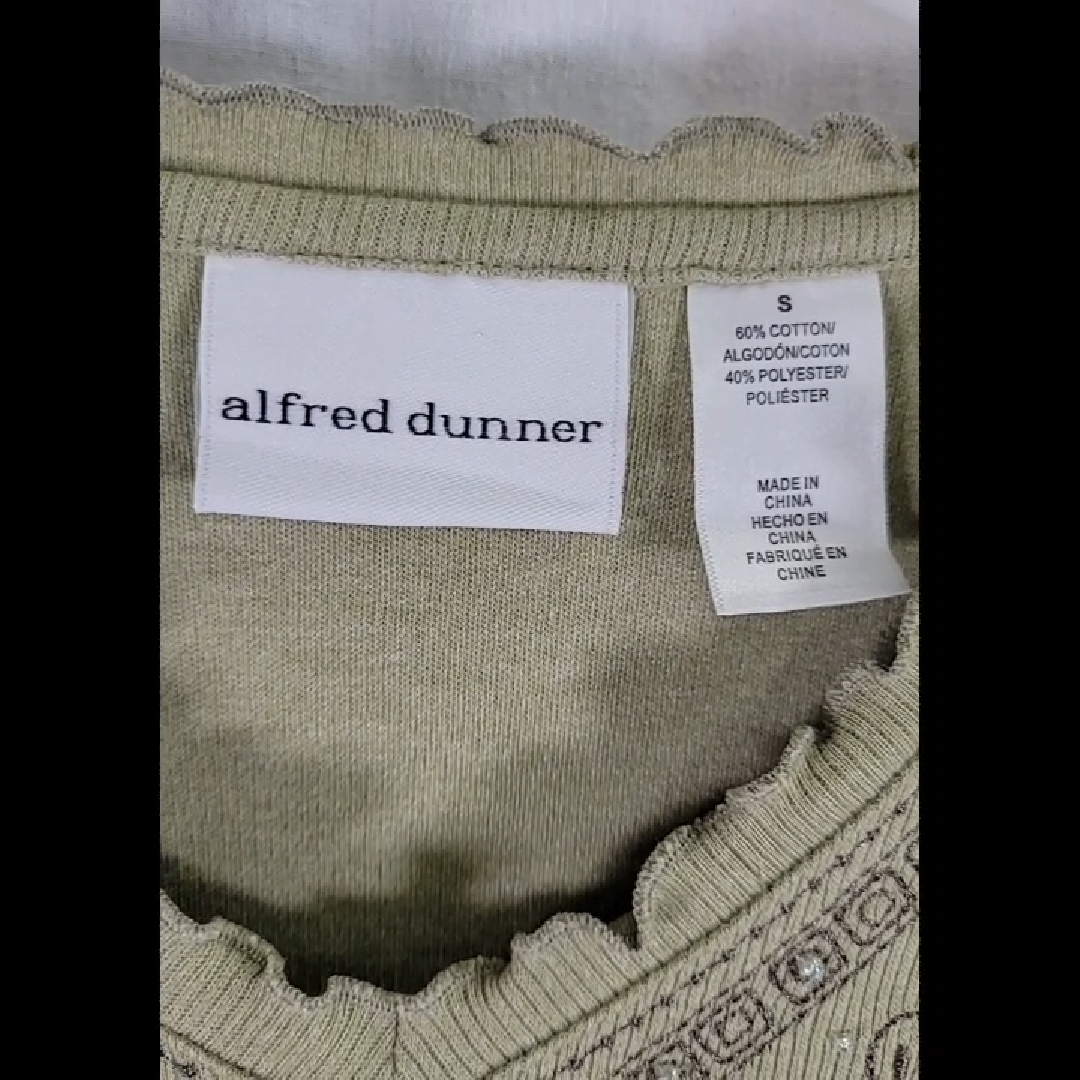 alfred dunner
S
60% COTTON/
ALGODÓN/COTON
40% POLYESTER/
POLIÉSTER
MADE IN
CHINA
HECHO EN
CHINA
FABRIQUÉ EN
CHINE